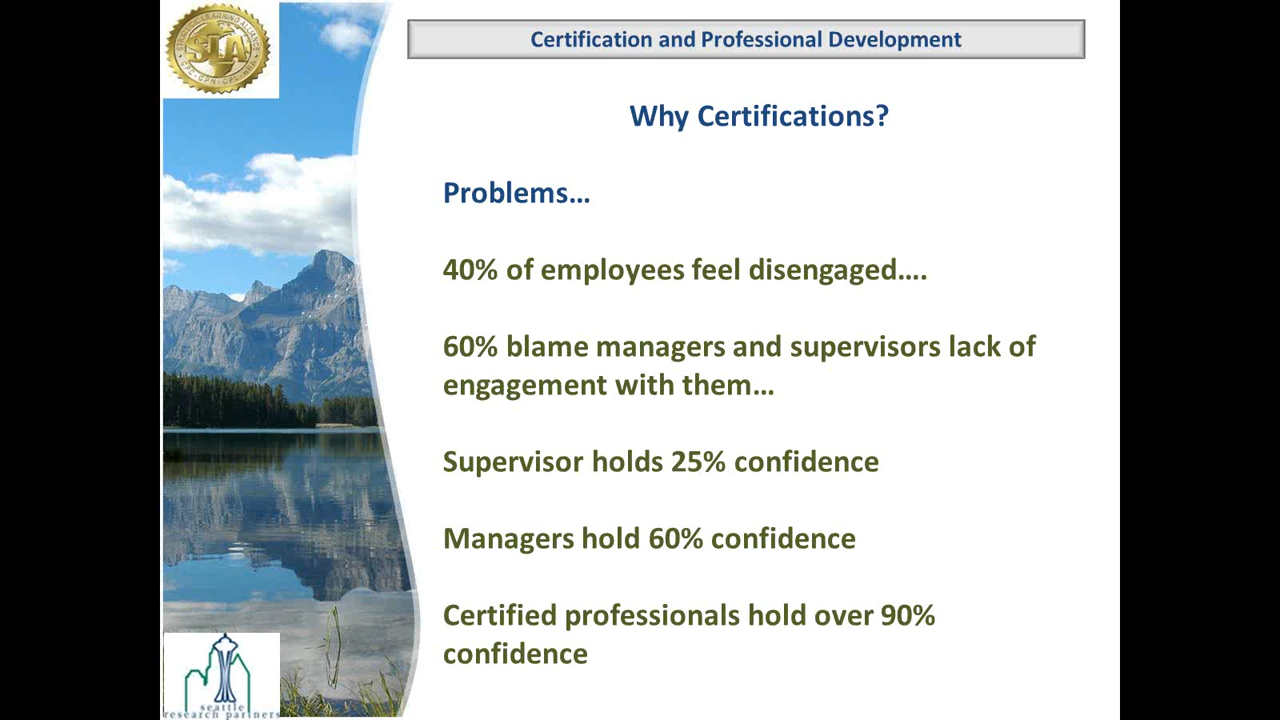 SLA
Certification and Professional Development
Why Certifications?
Problems…
40% of employees feel disengaged….
60% blame managers and supervisors lack of
engagement with them…
Supervisor holds 25% confidence
Managers hold 60% confidence
Certified professionals hold over 90%
confidence
seattle
research partners